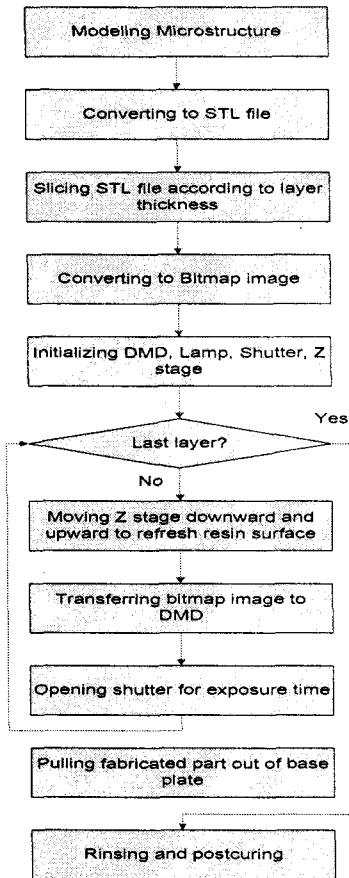 Modeling Microstructure
Converting to STL file
Slicing STL file according to layer
thickness
Converting to Bitmap image
Initializing DMD, Lamp, Shutter, Z
stage
Yes
Last layer?
No
Moving Z stage downward and
upward to refresh resin surface
Transferring bitmap image to
DMD
Opening shutter for exposure time
Pulling fabricated part out of base
plate
Rinsing and postcuring